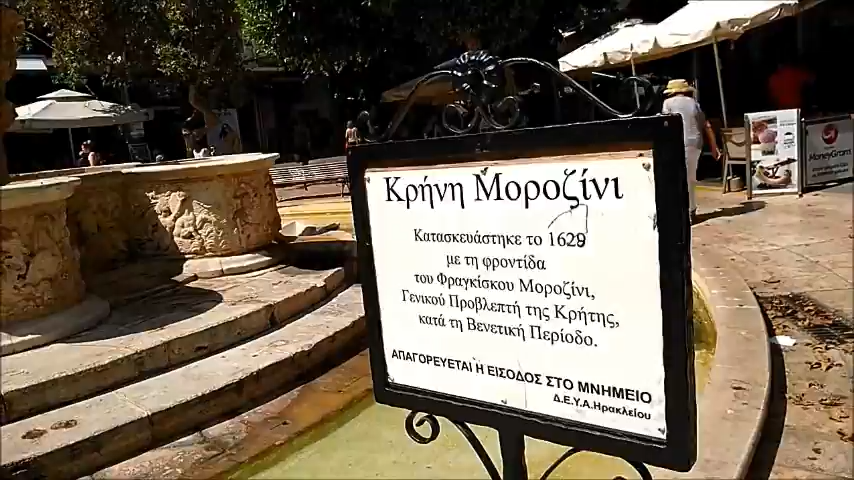 Κρήνη Μοροζίνι
Κατασκευάστηκε το 1629
με τη φροντίδα
του Φραγκίσκου Μοροζίνι,
Γενικού Προβλεπτή της Κρήτης,
κατά την Βενετική Περίοδο.
ΑΠΑΓΟΡΕΥΕΤΑΙ Η ΕΙΣΟΔΟΣ ΣΤΟ ΜΝΗΜΕΙΟ
Δ.Ε.Υ.Α. Ηρακλείου
MoneyGram